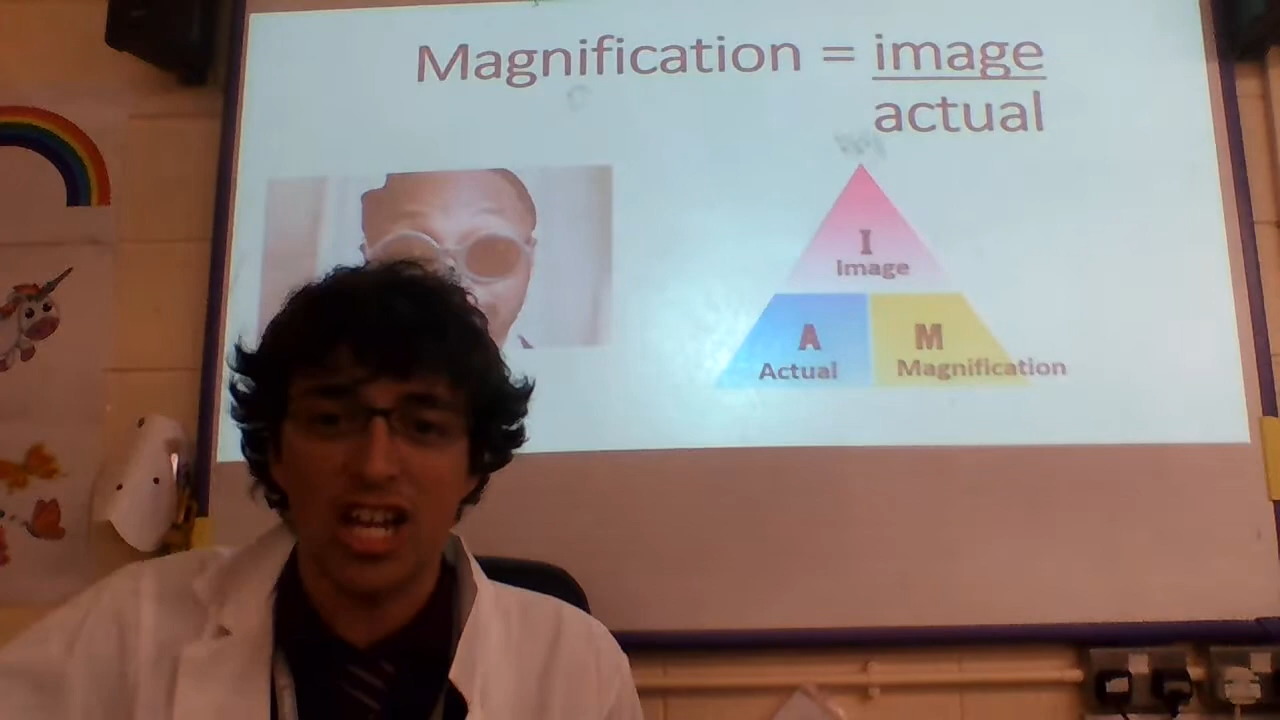 Magnification = image
actual
I
Image
A
Actual
M
Magnification